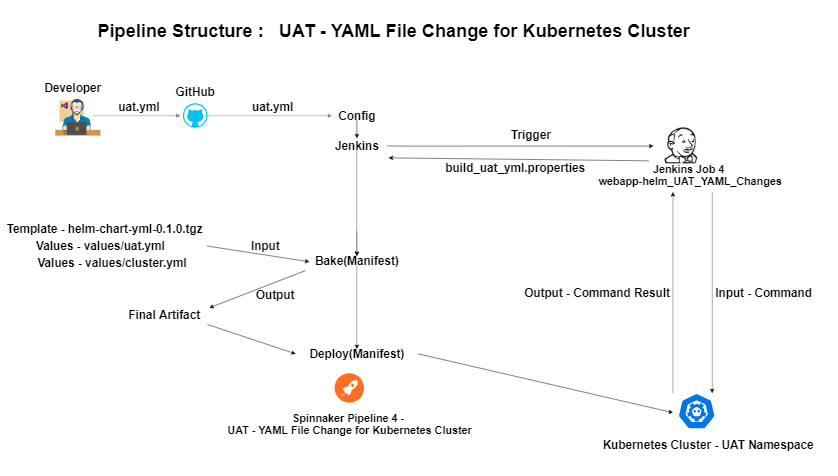 Pipeline Structure : UAT - YAML File Change for Kubernetes Cluster
Developer
GitHub
uat.yml
uat.yml
Config
Jenkins
Trigger
build_uat_yml.properties
Jenkins Job 4
webapp-helm_UAT_YAML_Changes
Template - helm-chart-yml-0.1.0.tgz
Values - values/uat.yml
Values - values/cluster.yml
Input
Bake(Manifest)
Output
Final Artifact
Output - Command Result
Input - Command
Deploy(Manifest)
Spinnaker Pipeline 4 -
UAT - YAML File Change for Kubernetes Cluster
Kubernetes Cluster - UAT Namespace